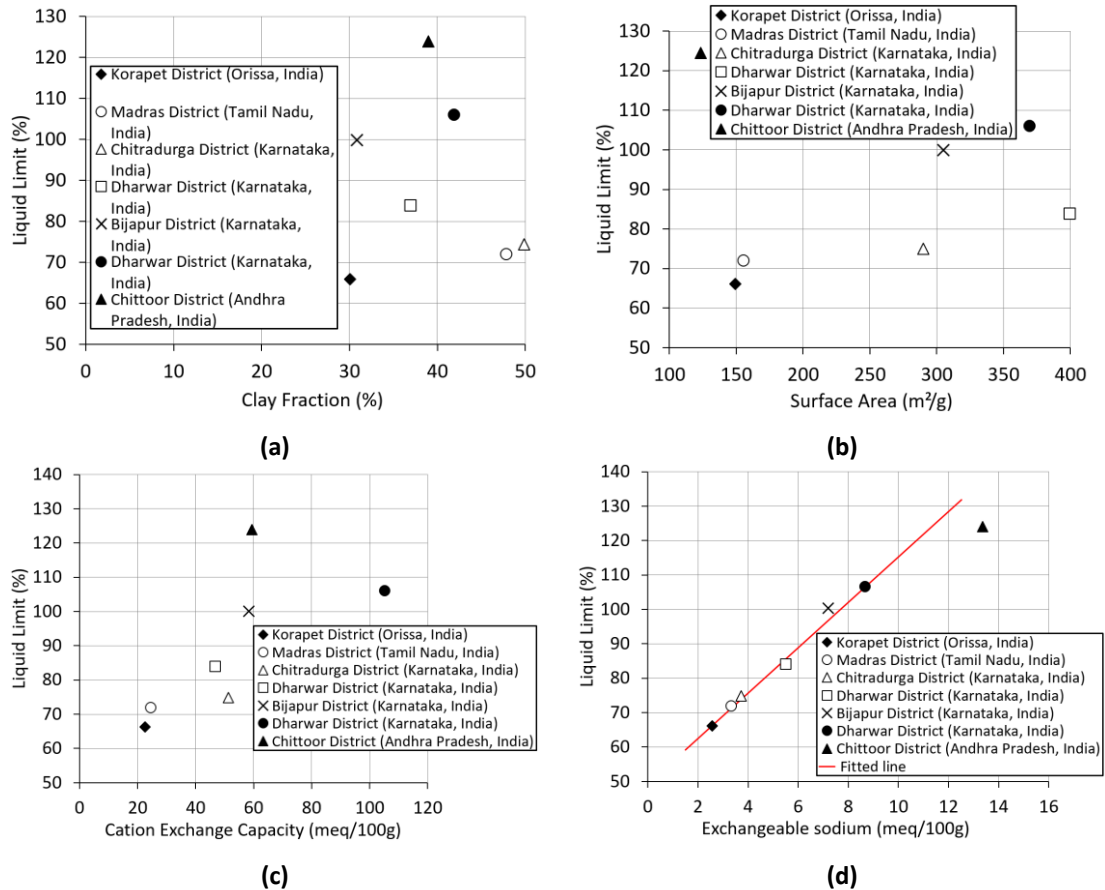 130
120
110
100
90
80
70
60
50
Liquid Limit (%)
Korapet District (Orissa, India)
Madras District (Tamil Nadu,
India)
Chitradurga District (Karnataka,
India)
Dharwar District (Karnataka,
India)
Bijapur District (Karnataka,
India)
Dharwar District (Karnataka,
India)
Chittoor District (Andhra
Pradesh, India)
0 10 20 30 40 50
Clay Fraction (%)
(a)
130
120
110
100
90
80
70
60
50
Liquid Limit (%)
Korapet District (Orissa, India)
Madras District (Tamil Nadu, India)
Chitradurga District (Karnataka, India)
Dharwar District (Karnataka, India)
Bijapur District (Karnataka, India)
Dharwar District (Karnataka, India)
Chittoor District (Andhra Pradesh, India)
100 150 200 250 300 350 400
Surface Area (m²/g)
(b)
140
130
120
110
100
90
80
70
60
50
Liquid Limit (%)
Korapet District (Orissa, India)
Madras District (Tamil Nadu, India)
Chitradurga District (Karnataka, India)
Dharwar District (Karnataka, India)
Bijapur District (Karnataka, India)
Dharwar District (Karnataka, India)
Chittoor District (Andhra Pradesh, India)
0 20 40 60 80 100 120
Cation Exchange Capacity (meq/100g)
(c)
140
130
120
110
100
90
80
70
60
50
Liquid Limit (%)
Korapet District (Orissa, India)
Madras District (Tamil Nadu, India)
Chitradurga District (Karnataka, India)
Dharwar District (Karnataka, India)
Bijapur District (Karnataka, India)
Dharwar District (Karnataka, India)
Chittoor District (Andhra Pradesh, India)
Fitted line
0 2 4 6 8 10 12 14 16
Exchangeable sodium (meq/100g)
(d)